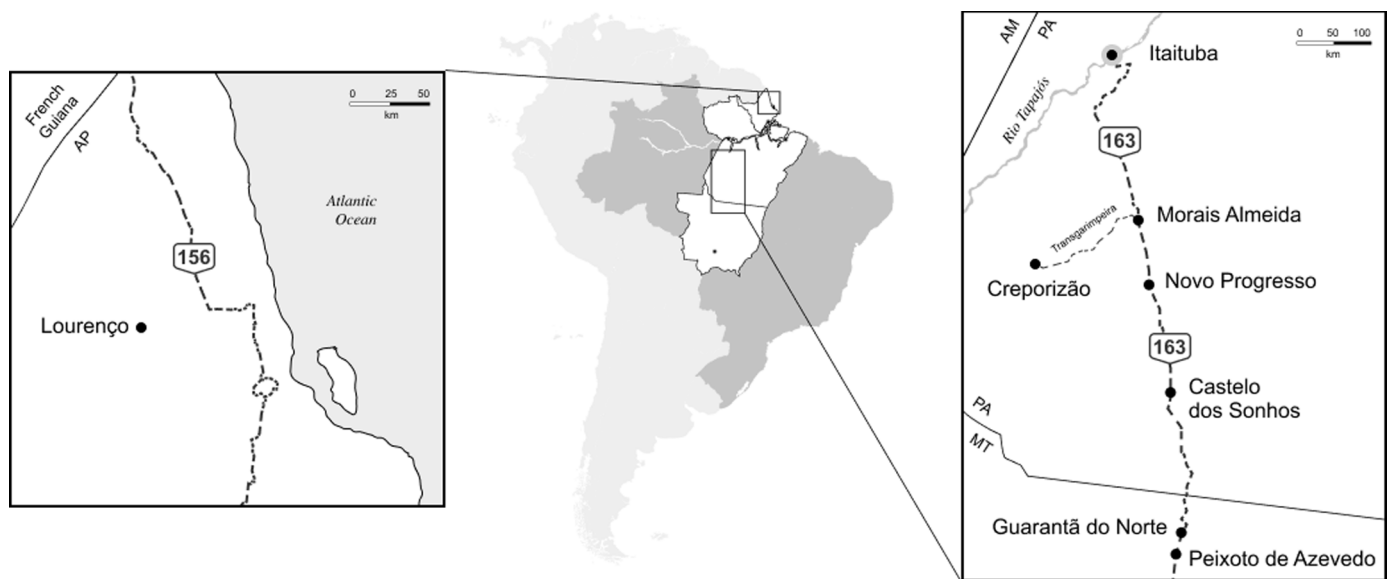 French
Guiana
AP
0 25 50
km
Atlantic
Ocean
156
Lourenço
AM
PA
0 50 100
km
Itaituba
Rio Tapajós
163
Morais Almeida
Transgarimpeira
Creporizão
Novo Progresso
163
Castelo
dos Sonhos
PA
MT
Guarantã do Norte
Peixoto de Azevedo